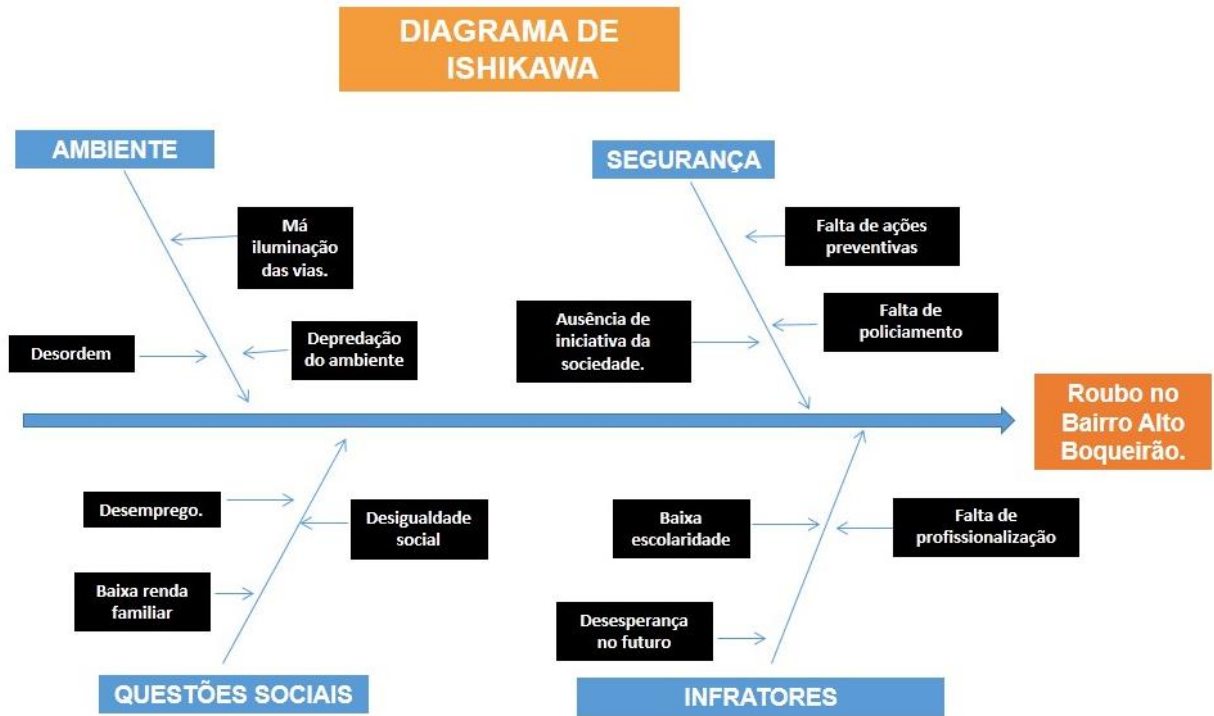 DIAGRAMA DE
ISHIKAWA
AMBIENTE
SEGURANÇA
Má
iluminação
das vias.
Falta de ações
preventivas
Desordem
Depredação
do ambiente
Ausência de
iniciativa da
sociedade.
Falta de
policiamento
Roubo no
Bairro Alto
Boqueirão.
Desemprego.
Desigualdade
social
Baixa
escolaridade
Falta de
profissionalização
Baixa renda
familiar
Desesperança
no futuro
QUESTÕES SOCIAIS
INFRATORES